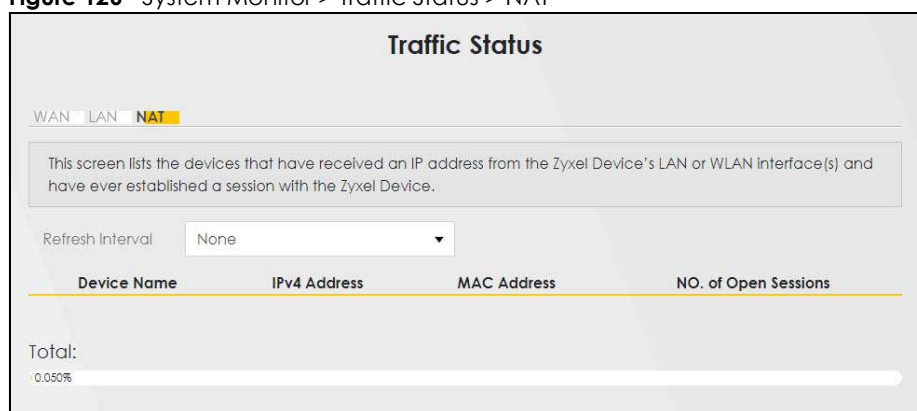 Figure 126 System Monitor > Traffic Status > NAT
Traffic Status
WAN LAN NAT
This screen lists the devices that have received an IP address from the Zyxel Device's LAN or WLAN interface(s) and
have ever established a session with the Zyxel Device.
Refresh Interval None
Device Name IPv4 Address MAC Address NO. of Open Sessions
Total:
0.050%